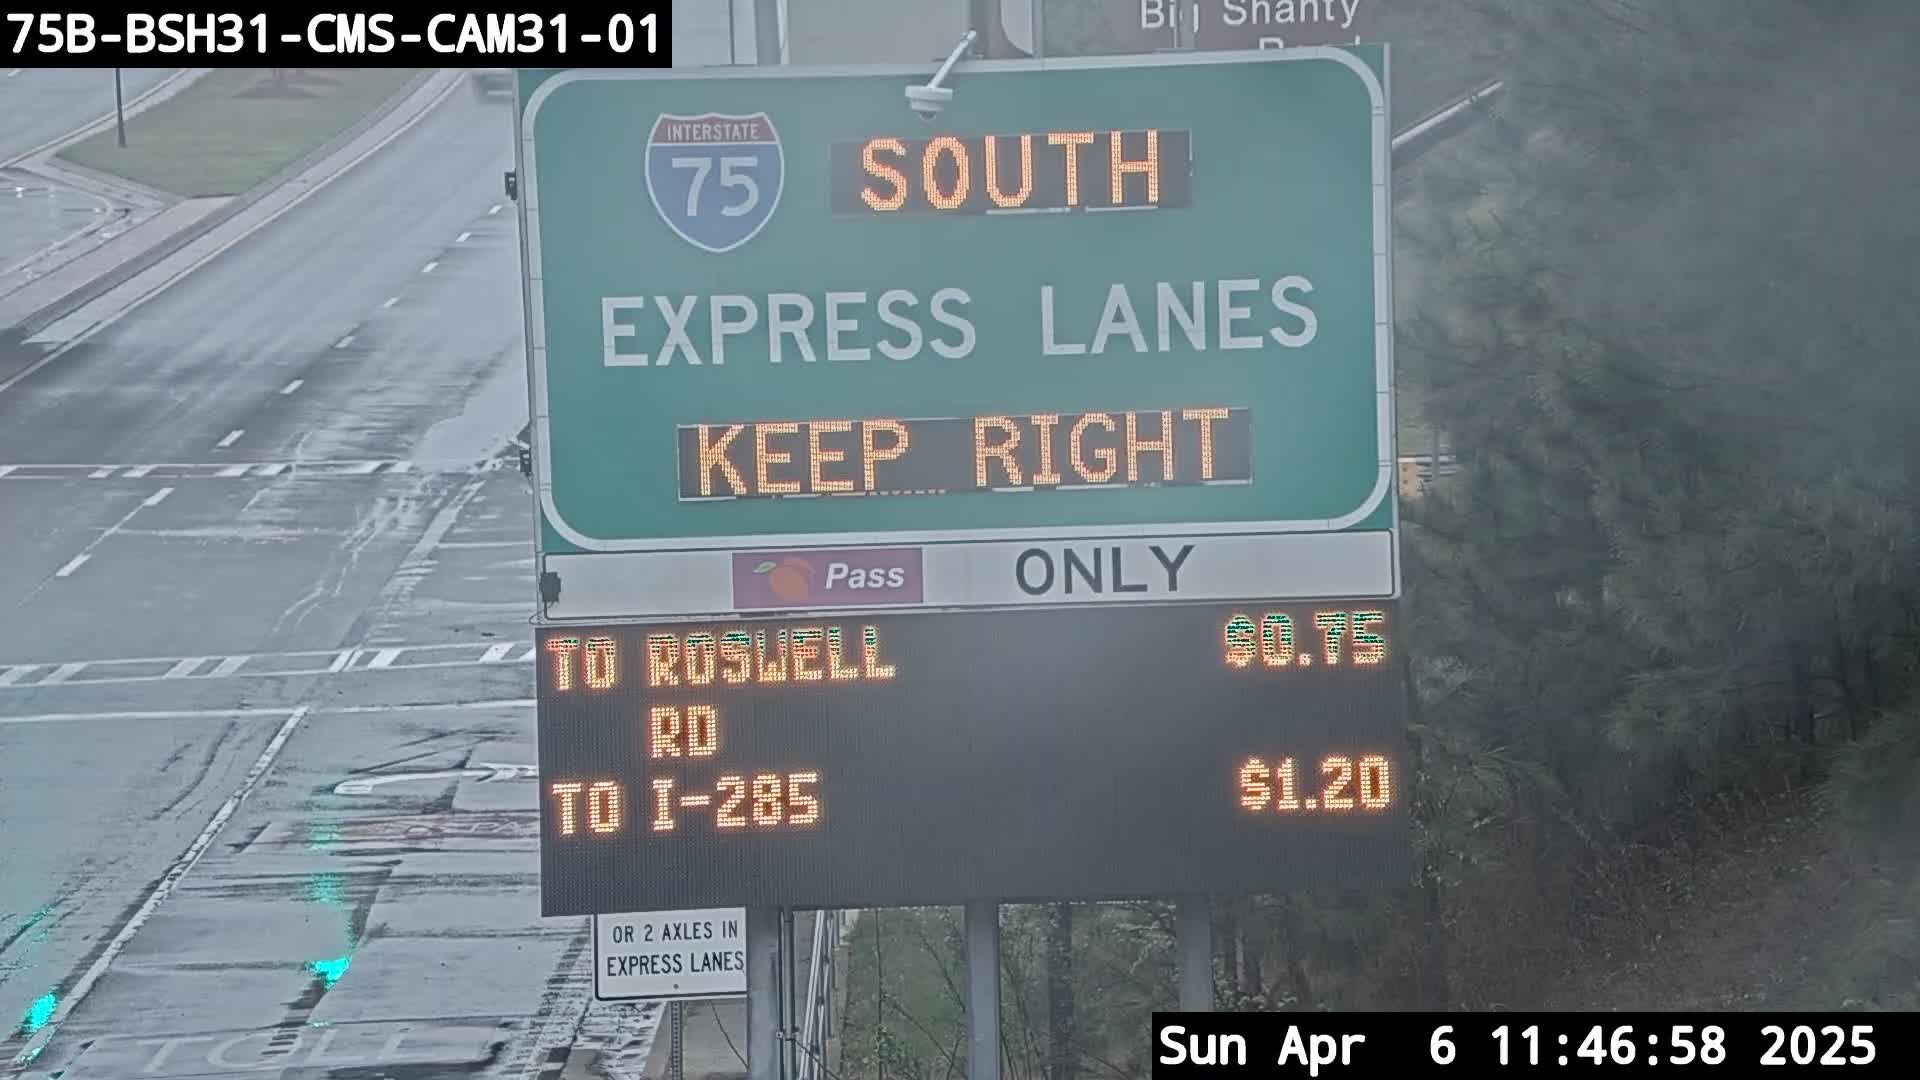 75B-BSH31-CMS-CAM31-01
Big Shanty
INTERSTATE
75
SOUTH
EXPRESS LANES
KEEP RIGHT
Pass
ONLY
TO ROSWELL $0.75
RD
TO I-285 $1.20
OR 2 AXLES IN
EXPRESS LANES
TOLL
Sun Apr 6 11:46:58 2025